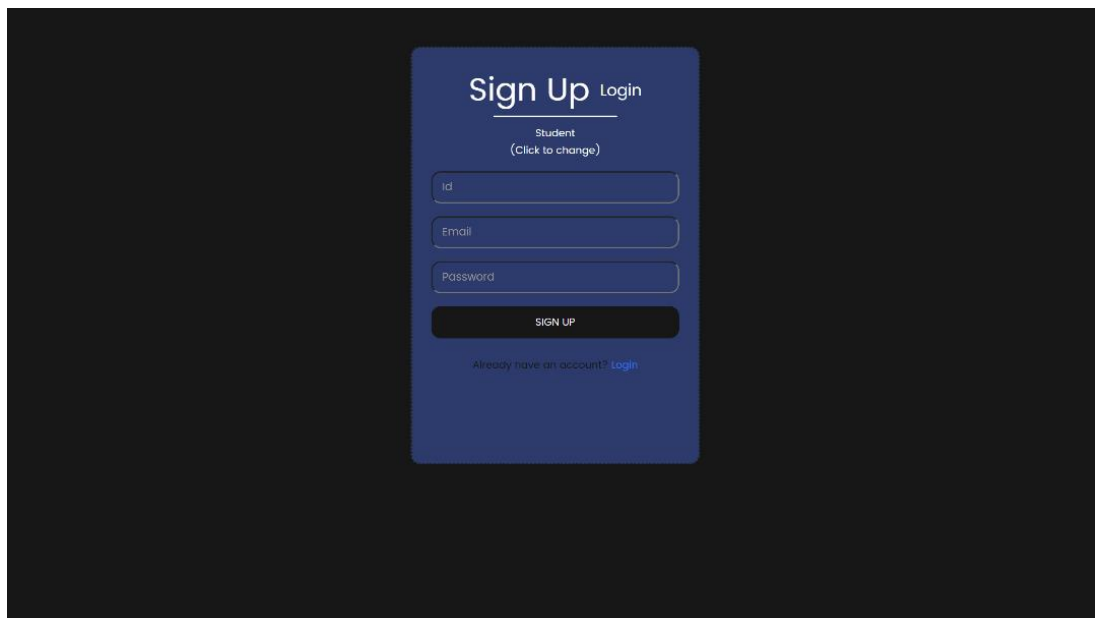 Sign Up Login
Student
(Click to change)
Id
Email
Password
SIGN UP
Already have an account? Login